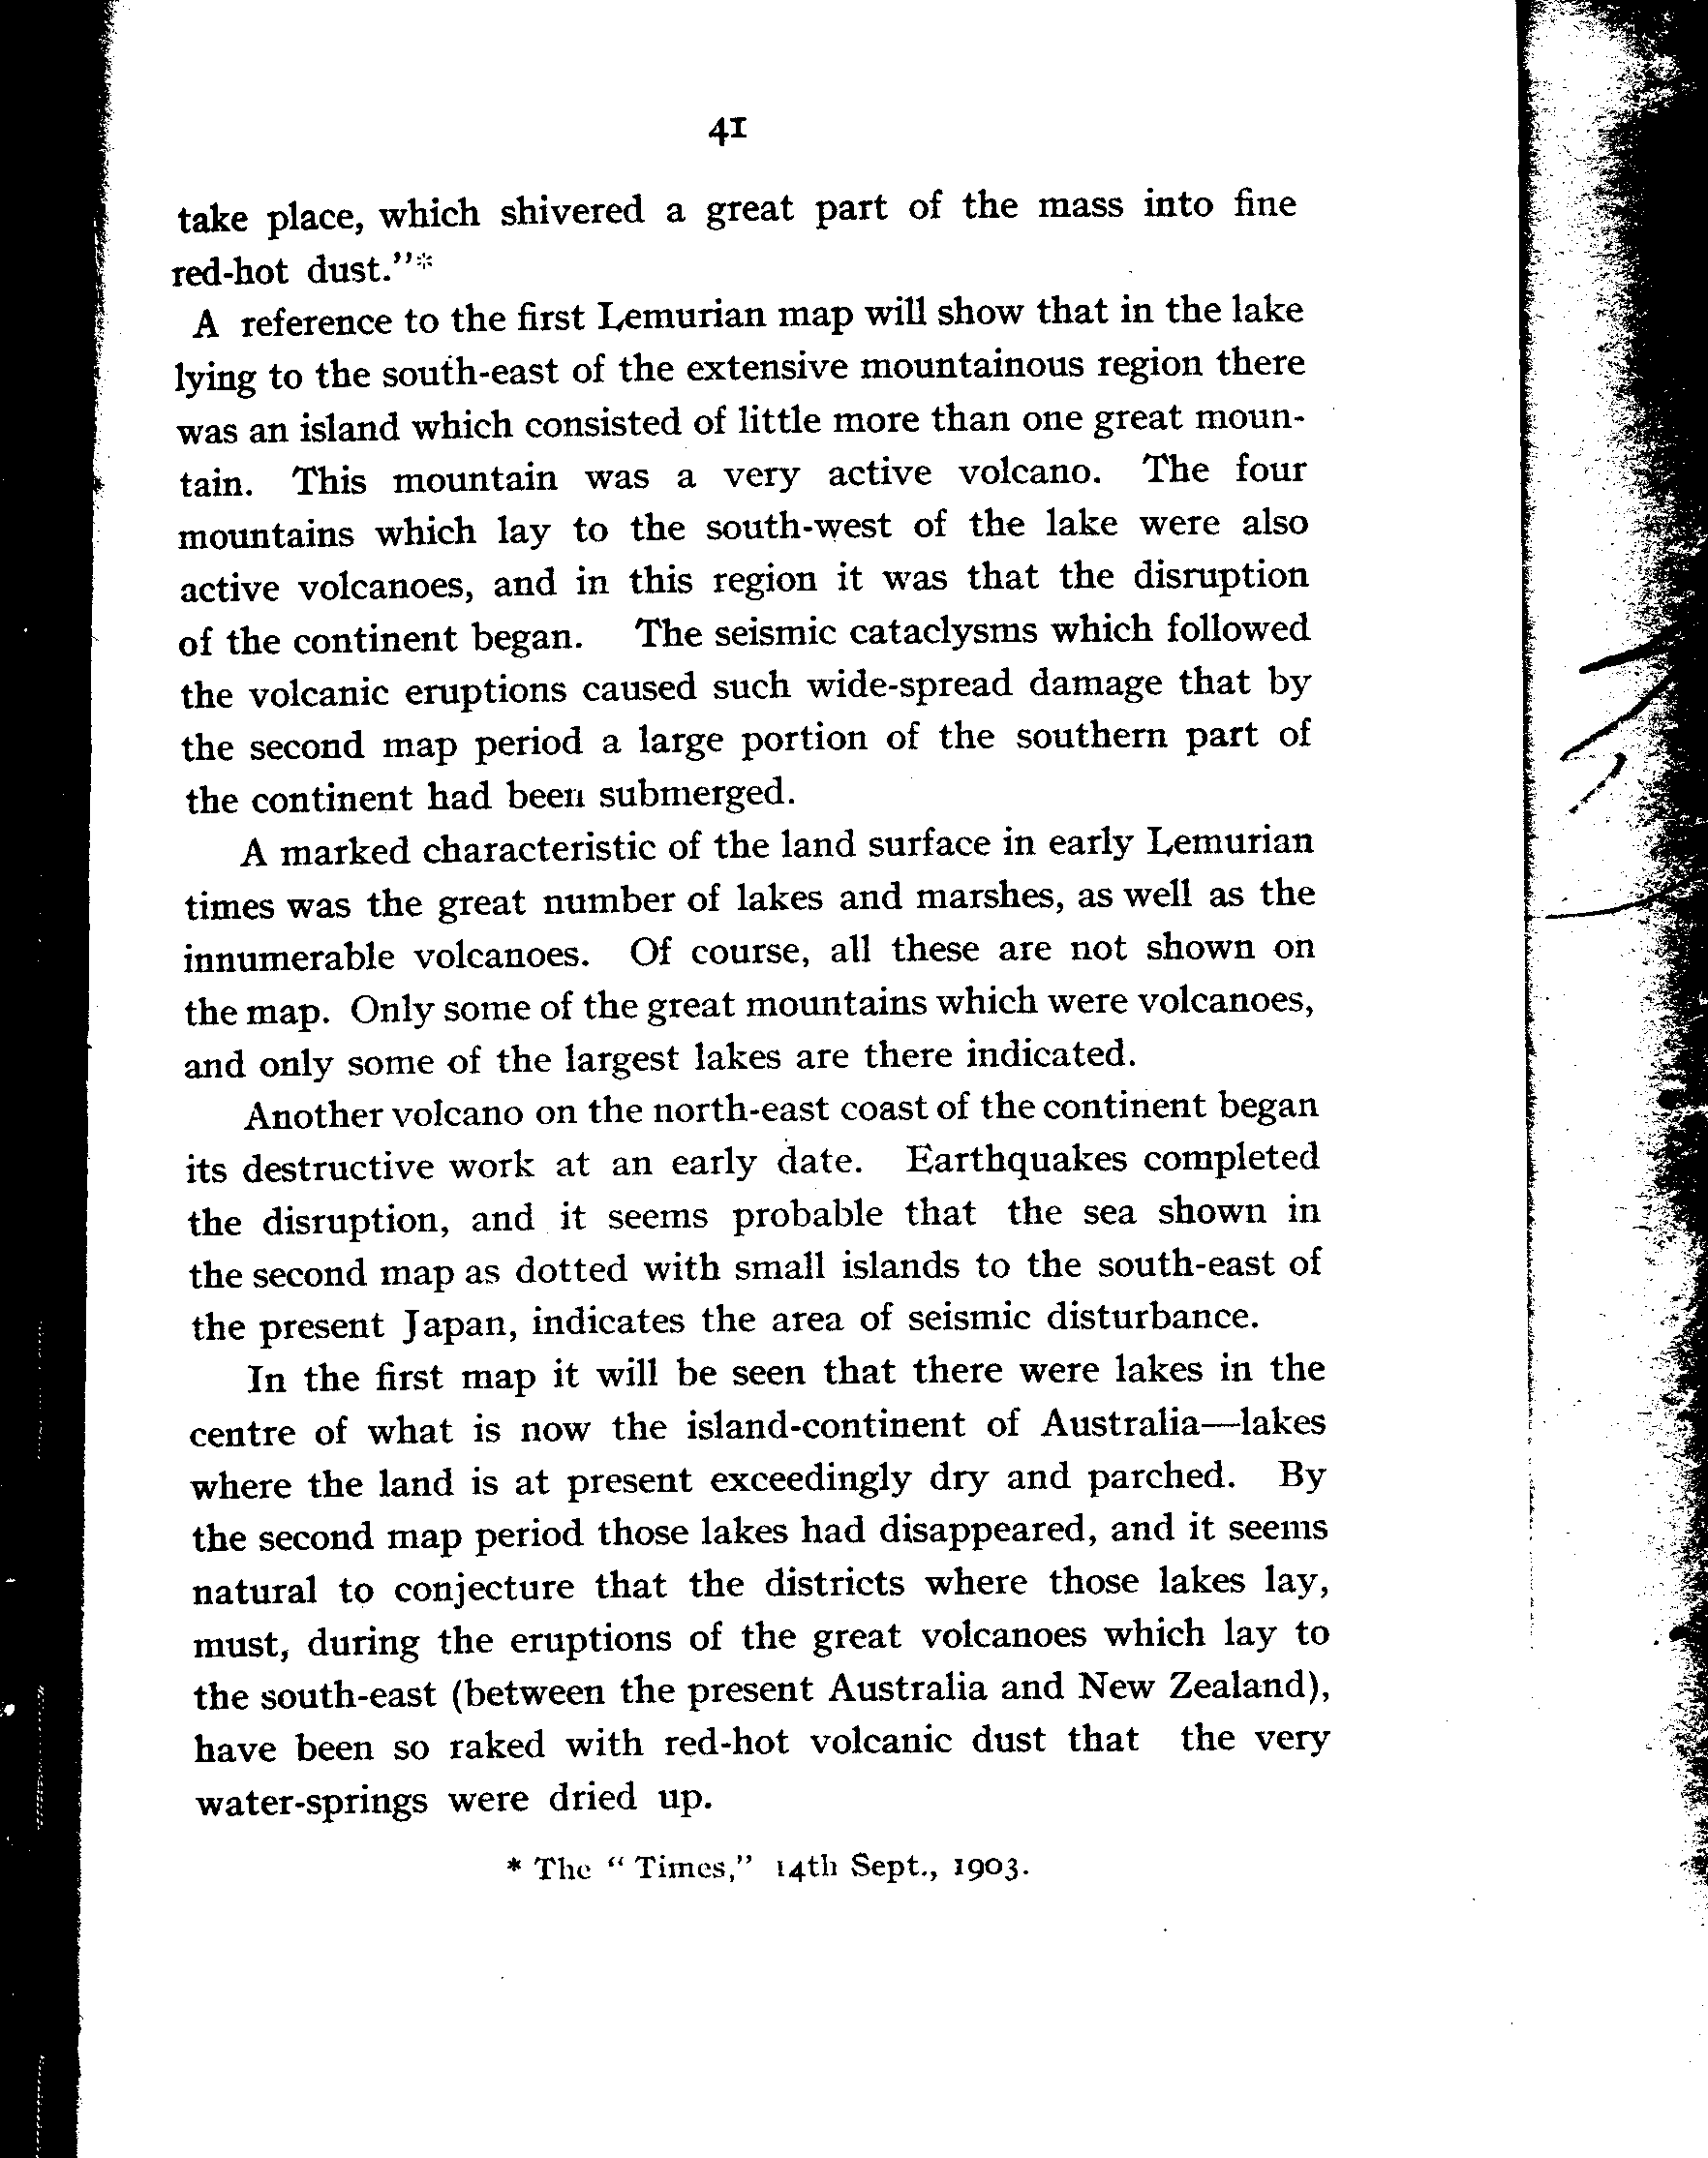 41
take place, which shivered a great part of the mass into fine
red-hot dust."*
A reference to the first Lemurian map will show that in the lake
lying to the south-east of the extensive mountainous region there
was an island which consisted of little more than one great moun-
tain. This mountain was a very active volcano. The four
mountains which lay to the south-west of the lake were also
active volcanoes, and in this region it was that the disruption
of the continent began. The seismic cataclysms which followed
the volcanic eruptions caused such wide-spread damage that by
the second map period a large portion of the southern part of
the continent had been submerged.
A marked characteristic of the land surface in early Lemurian
times was the great number of lakes and marshes, as well as the
innumerable volcanoes. Of course, all these are not shown on
the map. Only some of the great mountains which were volcanoes,
and only some of the largest lakes are there indicated.
Another volcano on the north-east coast of the continent began
its destructive work at an early date. Earthquakes completed
the disruption, and it seems probable that the sea shown in
the second map as dotted with small islands to the south-east of
the present Japan, indicates the area of seismic disturbance.
In the first map it will be seen that there were lakes in the
centre of what is now the island-continent of Australia—lakes
where the land is at present exceedingly dry and parched. By
the second map period those lakes had disappeared, and it seems
natural to conjecture that the districts where those lakes lay,
must, during the eruptions of the great volcanoes which lay to
the south-east (between the present Australia and New Zealand),
have been so raked with red-hot volcanic dust that the very
water-springs were dried up.
* The "Times," 14th Sept., 1903.